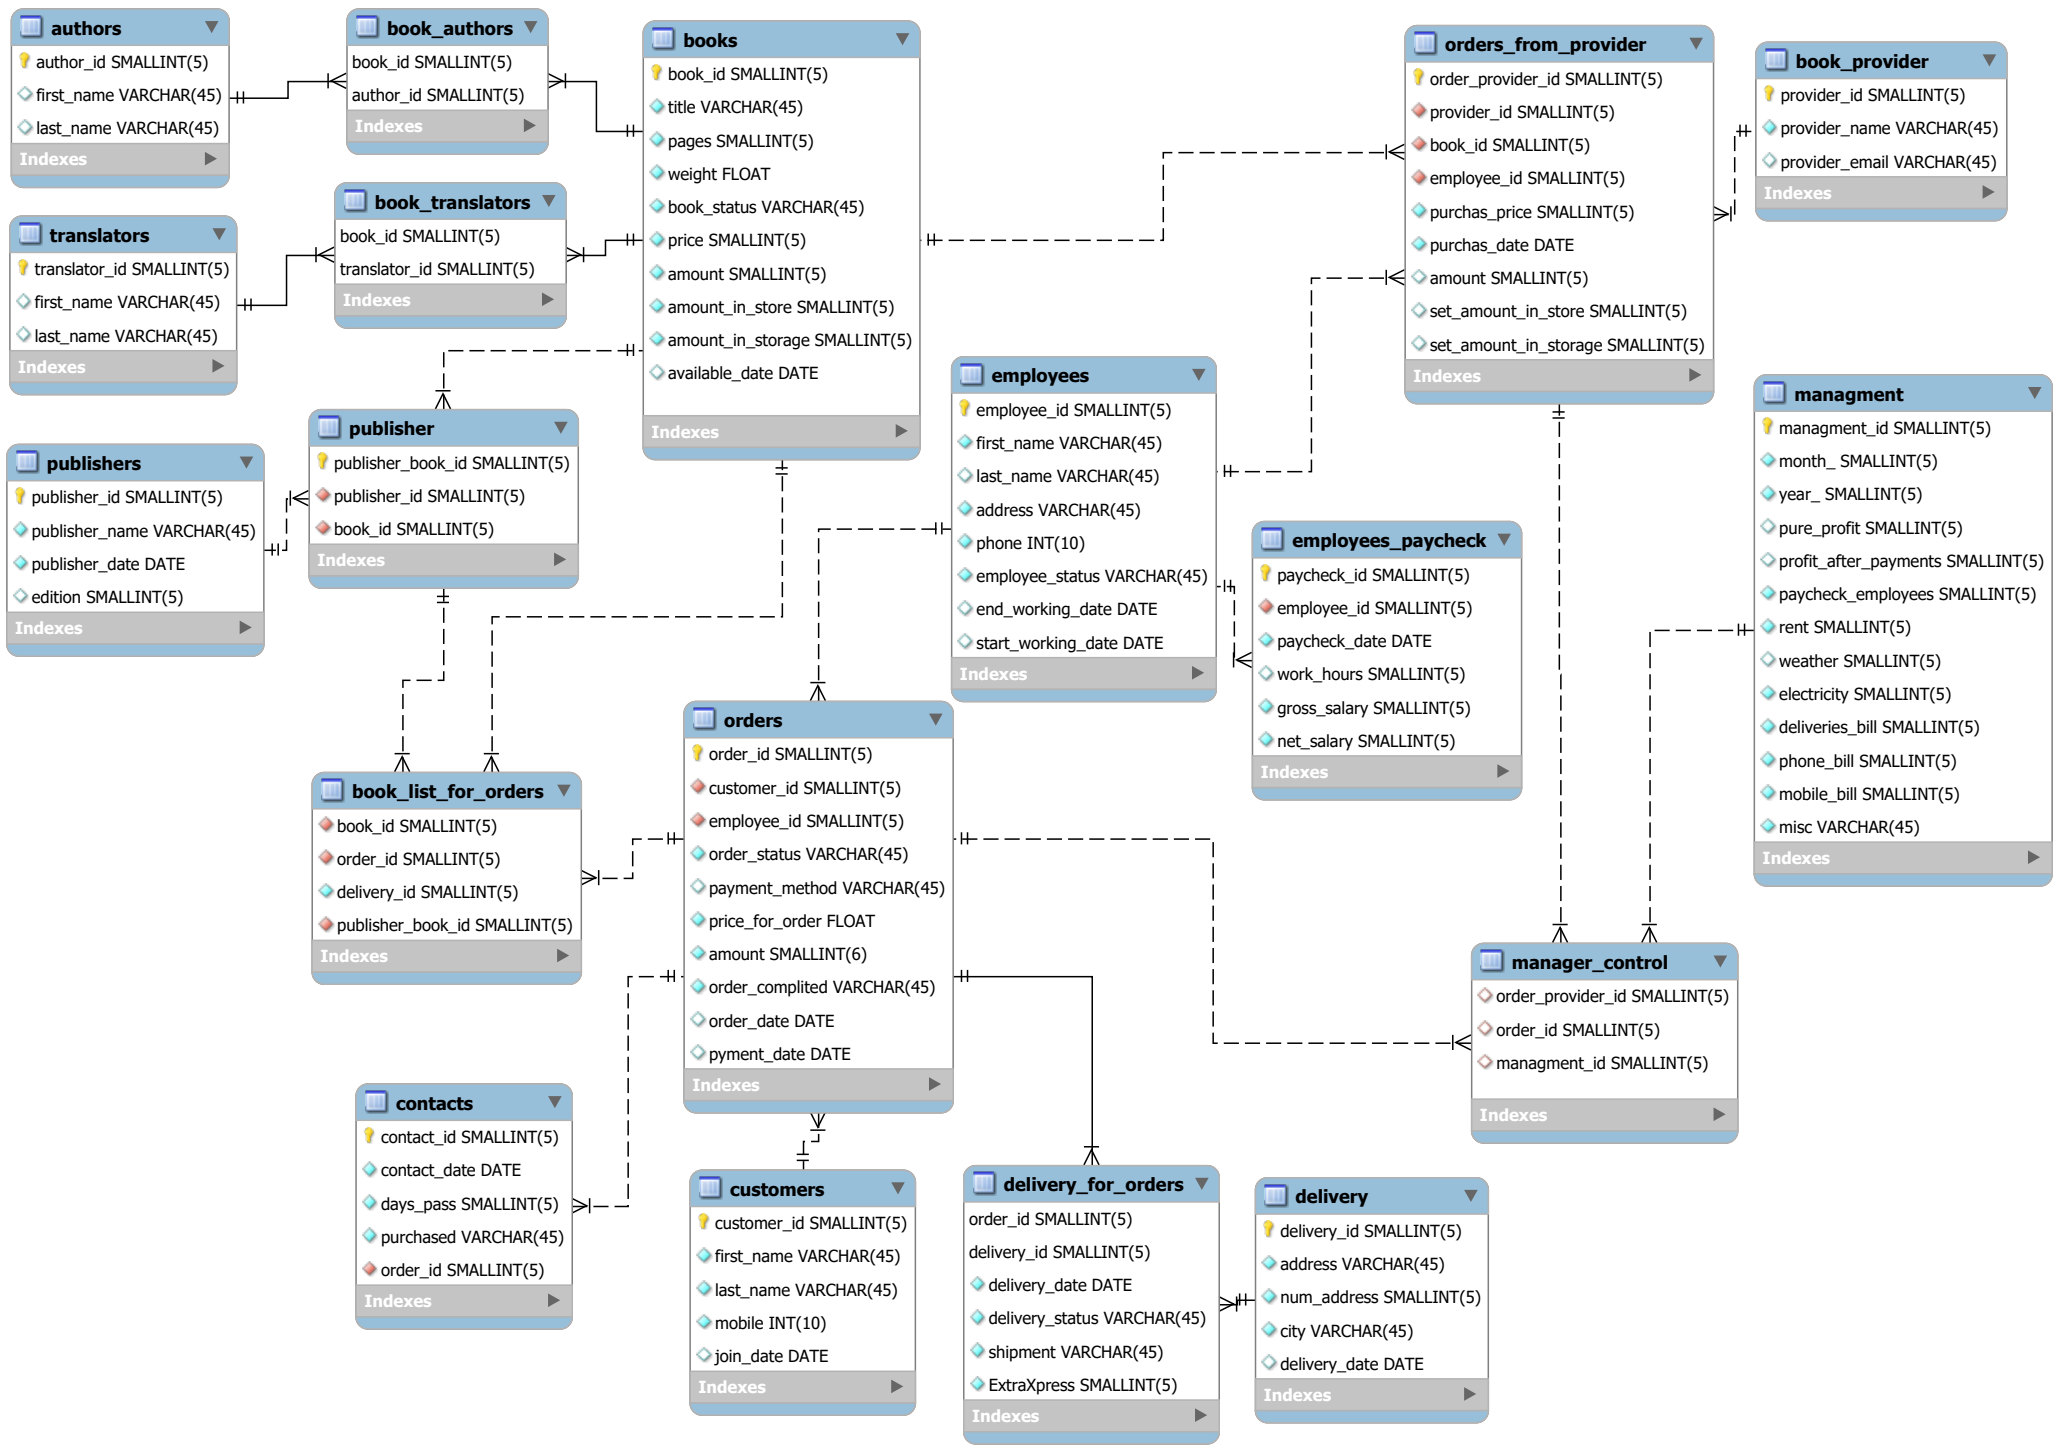 authors
author_id SMALLINT(5)
first_name VARCHAR(45)
last_name VARCHAR(45)
Indexes
book_authors
book_id SMALLINT(5)
author_id SMALLINT(5)
Indexes
books
book_id SMALLINT(5)
title VARCHAR(45)
pages SMALLINT(5)
weight FLOAT
book_status VARCHAR(45)
price SMALLINT(5)
amount SMALLINT(5)
amount_in_store SMALLINT(5)
amount_in_storage SMALLINT(5)
available_date DATE
Indexes
orders_from_provider
order_provider_id SMALLINT(5)
provider_id SMALLINT(5)
book_id SMALLINT(5)
employee_id SMALLINT(5)
purchas_price SMALLINT(5)
purchas_date DATE
amount SMALLINT(5)
set_amount_in_store SMALLINT(5)
set_amount_in_storage SMALLINT(5)
Indexes
book_provider
provider_id SMALLINT(5)
provider_name VARCHAR(45)
provider_email VARCHAR(45)
Indexes
translators
translator_id SMALLINT(5)
first_name VARCHAR(45)
last_name VARCHAR(45)
Indexes
book_translators
book_id SMALLINT(5)
translator_id SMALLINT(5)
Indexes
publishers
publisher_id SMALLINT(5)
publisher_name VARCHAR(45)
publisher_date DATE
edition SMALLINT(5)
Indexes
publisher
publisher_book_id SMALLINT(5)
publisher_id SMALLINT(5)
book_id SMALLINT(5)
Indexes
employees
employee_id SMALLINT(5)
first_name VARCHAR(45)
last_name VARCHAR(45)
address VARCHAR(45)
phone INT(10)
employee_status VARCHAR(45)
end_working_date DATE
start_working_date DATE
Indexes
employees_paycheck
paycheck_id SMALLINT(5)
employee_id SMALLINT(5)
paycheck_date DATE
work_hours SMALLINT(5)
gross_salary SMALLINT(5)
net_salary SMALLINT(5)
Indexes
managment
managment_id SMALLINT(5)
month_ SMALLINT(5)
year_ SMALLINT(5)
pure_profit SMALLINT(5)
profit_after_payments SMALLINT(5)
paycheck_employees SMALLINT(5)
rent SMALLINT(5)
weather SMALLINT(5)
electricity SMALLINT(5)
deliveries_bill SMALLINT(5)
phone_bill SMALLINT(5)
mobile_bill SMALLINT(5)
misc VARCHAR(45)
Indexes
book_list_for_orders
book_id SMALLINT(5)
order_id SMALLINT(5)
delivery_id SMALLINT(5)
publisher_book_id SMALLINT(5)
Indexes
orders
order_id SMALLINT(5)
customer_id SMALLINT(5)
employee_id SMALLINT(5)
order_status VARCHAR(45)
payment_method VARCHAR(45)
price_for_order FLOAT
amount SMALLINT(6)
order_complited VARCHAR(45)
order_date DATE
pyment_date DATE
Indexes
manager_control
order_provider_id SMALLINT(5)
order_id SMALLINT(5)
managment_id SMALLINT(5)
Indexes
contacts
contact_id SMALLINT(5)
contact_date DATE
days_pass SMALLINT(5)
purchased VARCHAR(45)
order_id SMALLINT(5)
Indexes
customers
customer_id SMALLINT(5)
first_name VARCHAR(45)
last_name VARCHAR(45)
mobile INT(10)
join_date DATE
Indexes
delivery_for_orders
order_id SMALLINT(5)
delivery_id SMALLINT(5)
delivery_date DATE
delivery_status VARCHAR(45)
shipment VARCHAR(45)
ExtraXpress SMALLINT(5)
Indexes
delivery
delivery_id SMALLINT(5)
address VARCHAR(45)
num_address SMALLINT(5)
city VARCHAR(45)
delivery_date DATE
Indexes